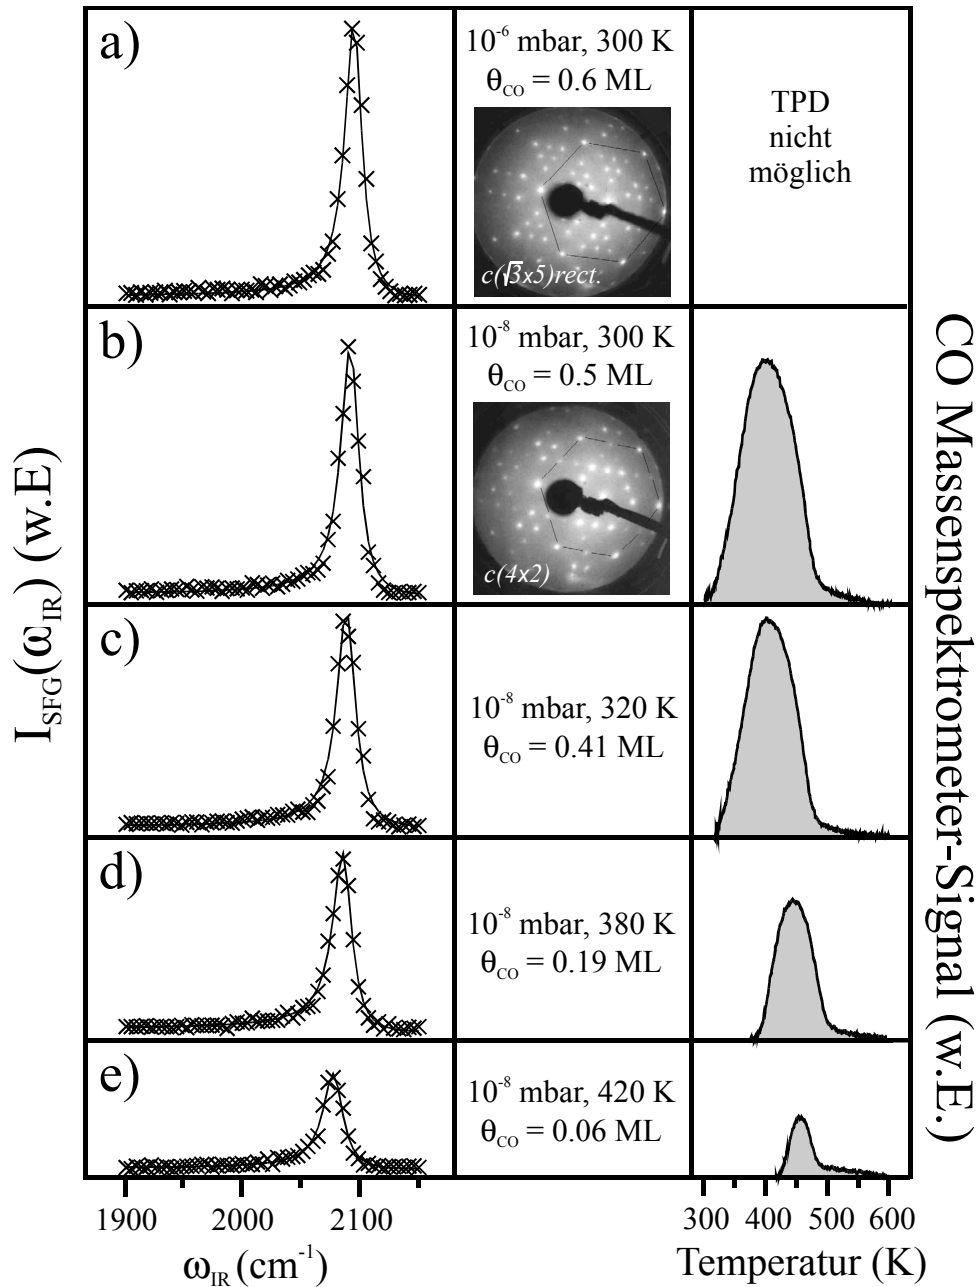 a)
10⁻⁶ mbar, 300 K
θCO = 0.6 ML
c(√3x5)rect.
TPD
nicht
möglich
b)
10⁻⁸ mbar, 300 K
θCO = 0.5 ML
c(4x2)
c)
10⁻⁸ mbar, 320 K
θCO = 0.41 ML
d)
10⁻⁸ mbar, 380 K
θCO = 0.19 ML
e)
10⁻⁸ mbar, 420 K
θCO = 0.06 ML
I_SFG(ω_IR) (w.E)
CO Massenspektrometer-Signal (w.E.)
1900 2000 2100
ω_IR (cm⁻¹)
300 400 500 600
Temperatur (K)